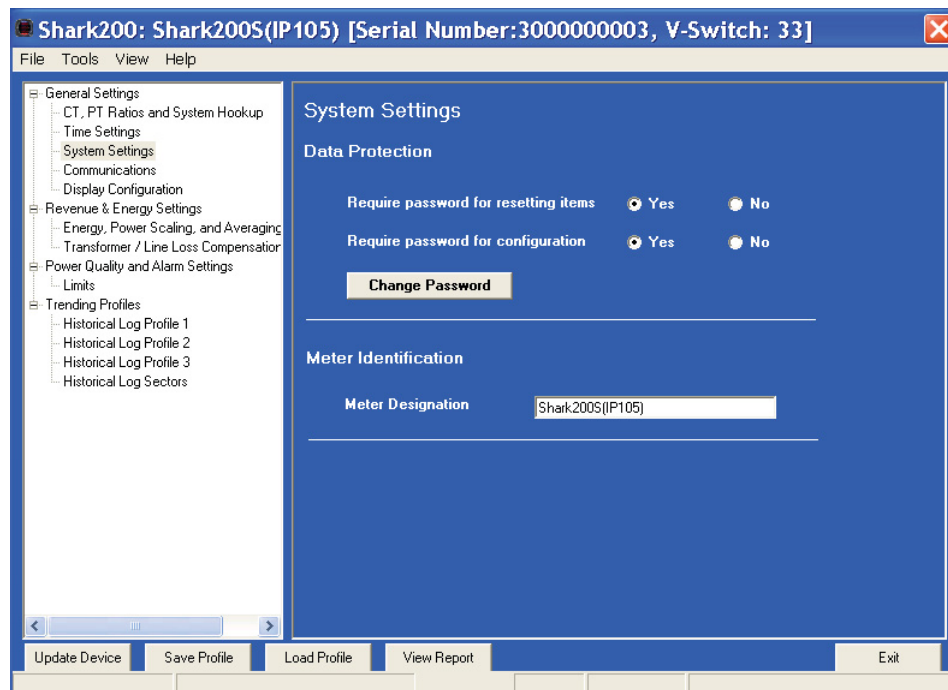 Shark200: Shark200S(IP105) [Serial Number:3000000003, V-Switch: 33]
File Tools View Help
General Settings
CT, PT Ratios and System Hookup
Time Settings
System Settings
Communications
Display Configuration
Revenue & Energy Settings
Energy, Power Scaling, and Averaging
Transformer / Line Loss Compensation
Power Quality and Alarm Settings
Limits
Trending Profiles
Historical Log Profile 1
Historical Log Profile 2
Historical Log Profile 3
Historical Log Sectors
System Settings
Data Protection
Require password for resetting items Yes No
Require password for configuration Yes No
Change Password
Meter Identification
Meter Designation Shark200S(IP105)
Update Device Save Profile Load Profile View Report Exit